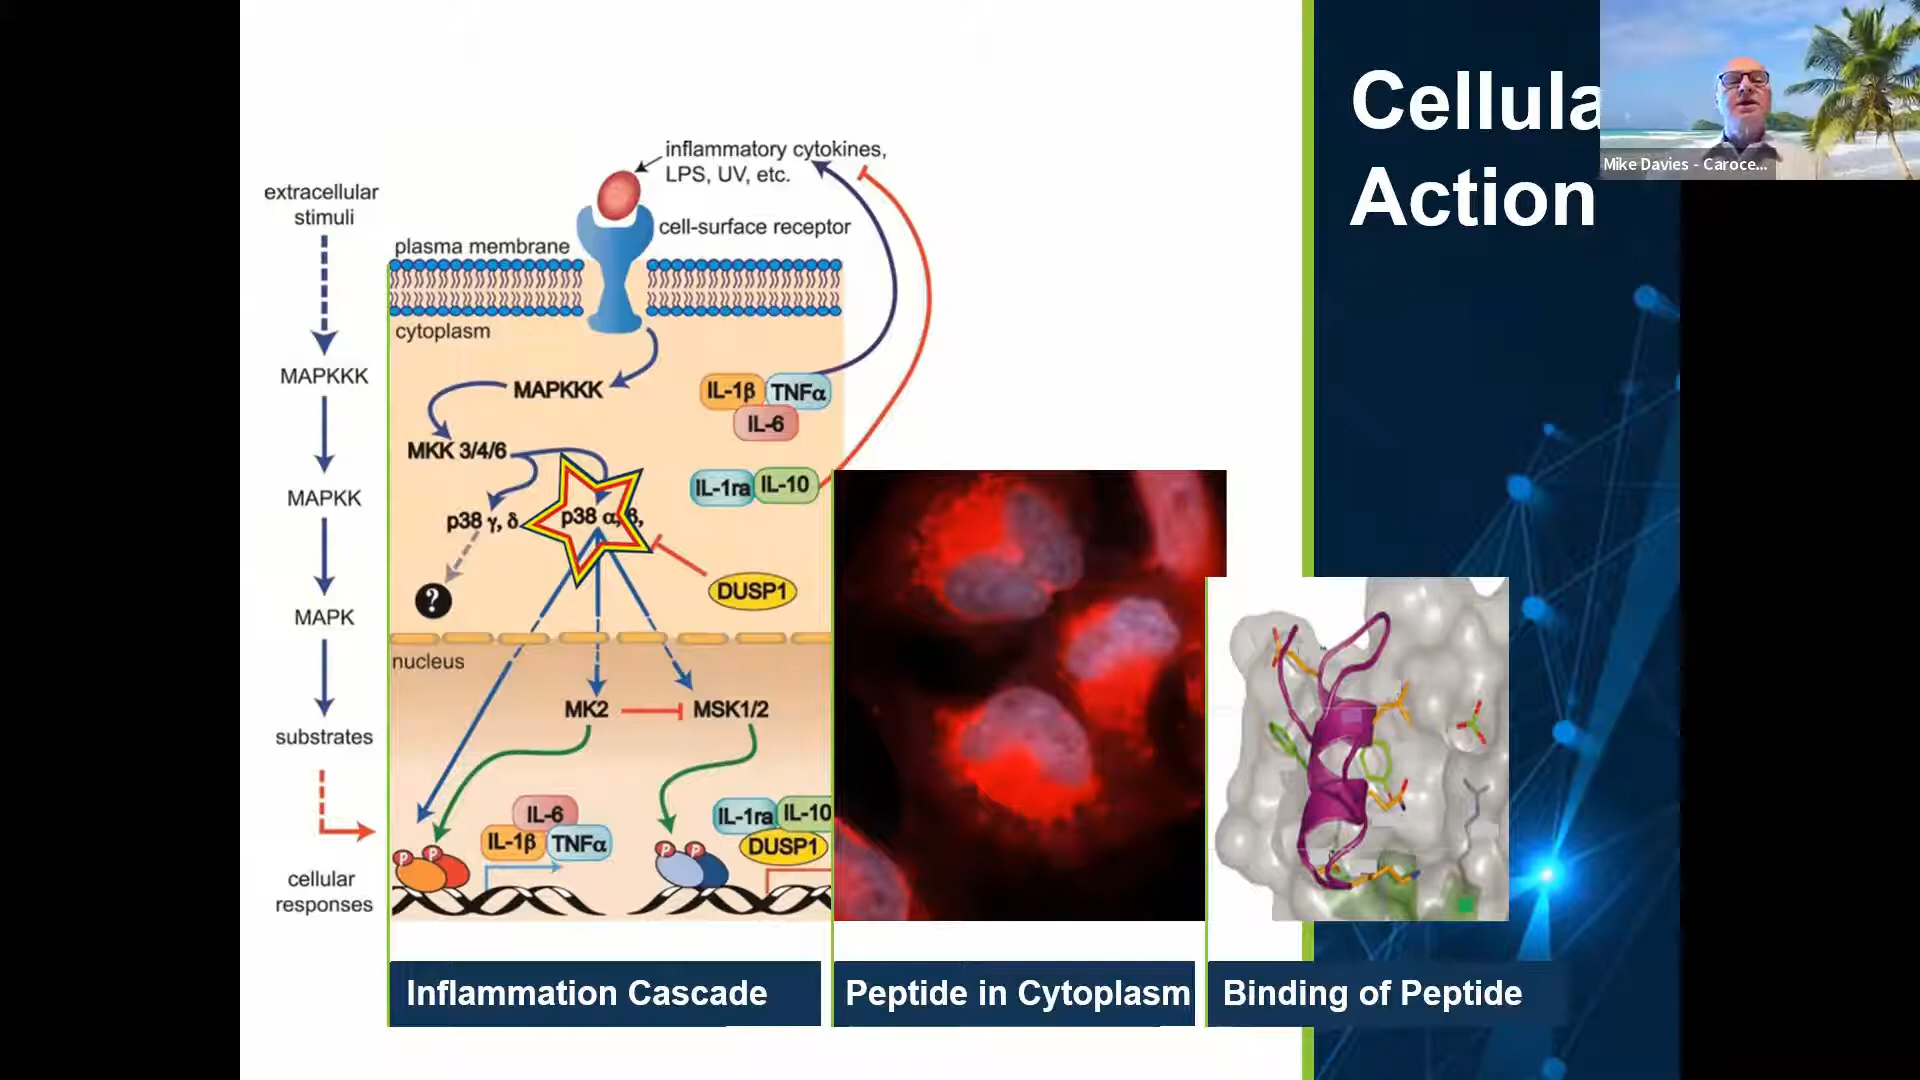 Cellula
Action
Mike Davies - Caroce...
inflammatory cytokines,
LPS, UV, etc.
extracellular
stimuli
cell-surface receptor
plasma membrane
cytoplasm
MAPKKK
MAPKK
MAPK
substrates
cellular
responses
MAPKKK
IL-1β
TNFα
IL-6
MKK 3/4/6
IL-1ra
IL-10
p38 γ, δ
p38 α, β,
DUSP1
?
nucleus
MK2
MSK1/2
IL-6
IL-1β
TNFα
IL-1ra
IL-10
DUSP1
P
P
P
P
Inflammation Cascade
Peptide in Cytoplasm
Binding of Peptide